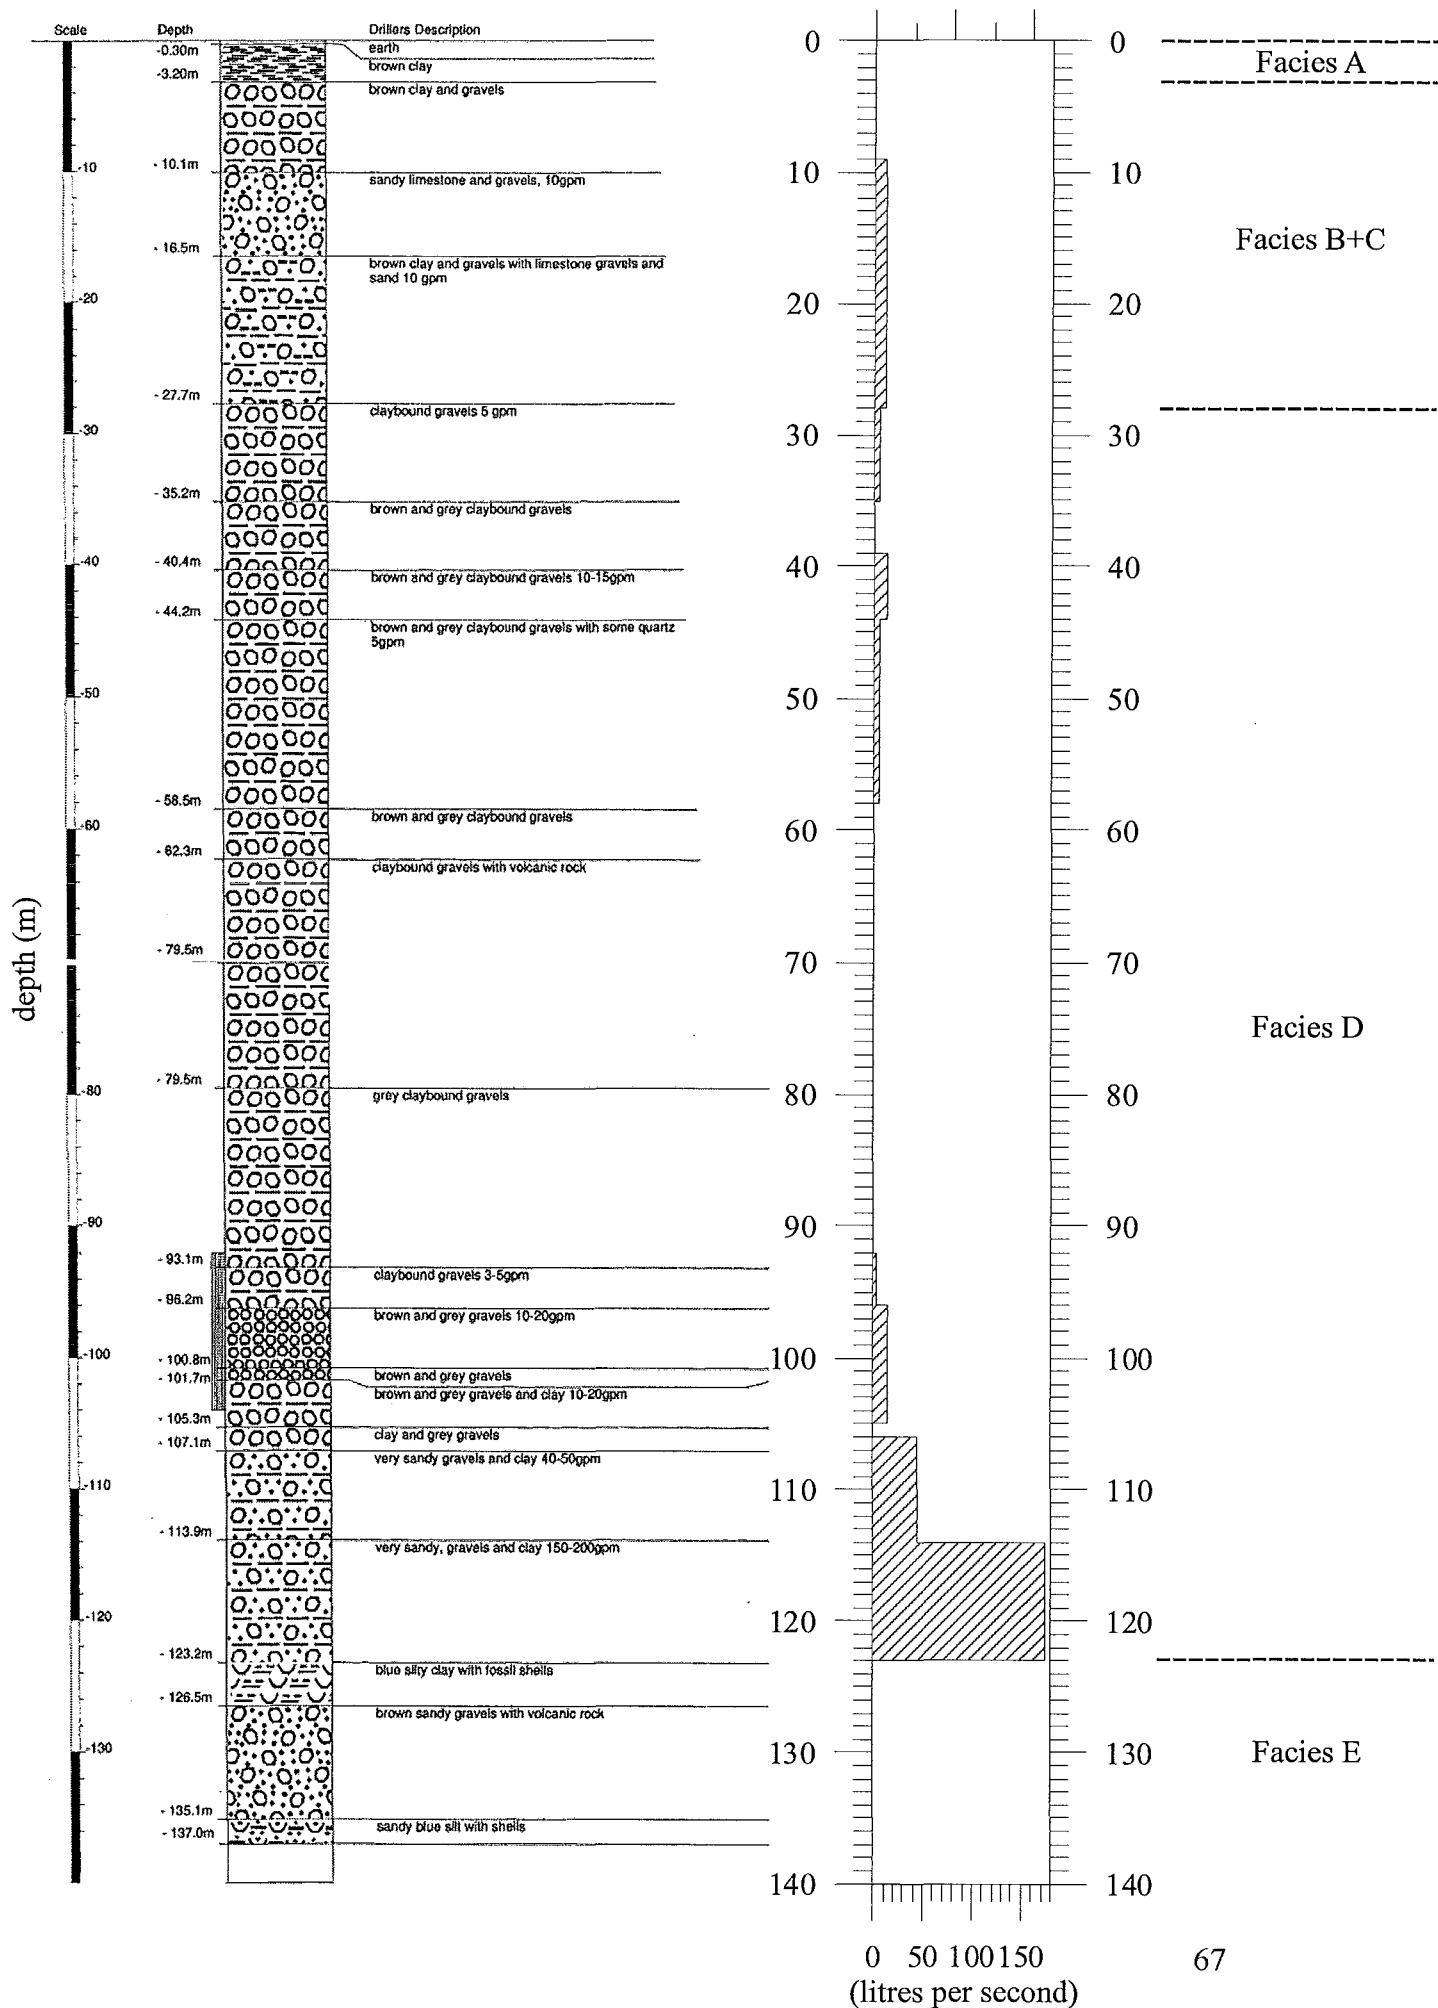 Scale Depth Drillers Description
-0.30m earth
brown clay
-3.20m
brown clay and gravels
-10
- 10.1m
sandy limestone and gravels, 10gpm
- 16.5m
brown clay and gravels with limestone gravels and
sand 10 gpm
-20
- 27.7m
claybound gravels 5 gpm
-30
- 35.2m
brown and grey claybound gravels
-40
- 40.4m
brown and grey claybound gravels 10-15gpm
- 44.2m
brown and grey claybound gravels with some quartz
5gpm
-50
- 58.5m
brown and grey claybound gravels
-60
- 62.3m
claybound gravels with volcanic rock
- 79.5m
- 79.5m
grey claybound gravels
-80
-90
- 93.1m
claybound gravels 3-5gpm
- 96.2m
brown and grey gravels 10-20gpm
-100
- 100.8m
brown and grey gravels
- 101.7m
brown and grey gravels and clay 10-20gpm
- 105.3m
clay and grey gravels
- 107.1m
very sandy gravels and clay 40-50gpm
-110
- 113.9m
very sandy, gravels and clay 150-200gpm
-120
- 123.2m
blue silty clay with fossil shells
- 126.5m
brown sandy gravels with volcanic rock
-130
- 135.1m
sandy blue silt with shells
- 137.0m
depth (m)
0 0
10 10
20 20
30 30
40 40
50 50
60 60
70 70
80 80
90 90
100 100
110 110
120 120
130 130
140 140
0 50 100 150
(litres per second)
Facies A
Facies B+C
Facies D
Facies E
67